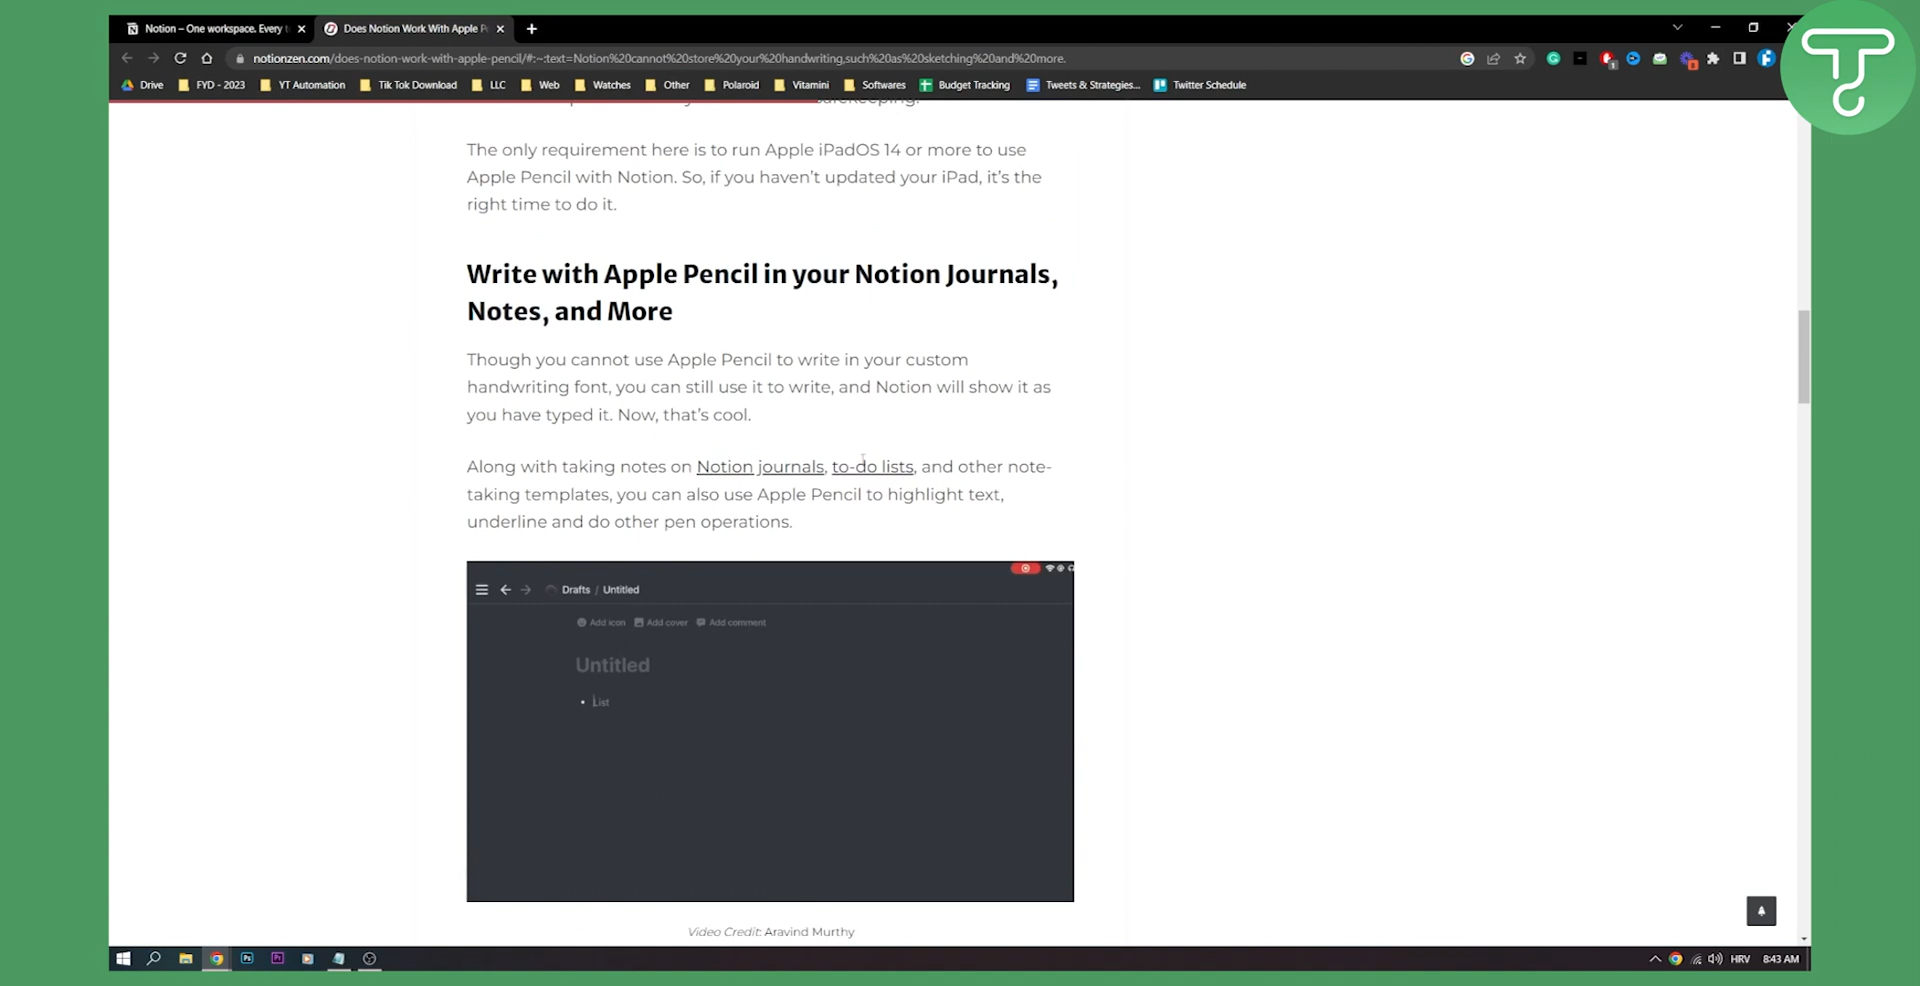 Notion – One workspace. Every t
Does Notion Work With Apple P
notionzen.com/does-notion-work-with-apple-pencil/#:~:text=Notion%20cannot%20store%20your%20handwriting,such%20as%20sketching%20and%20more.
Drive
FYD - 2023
YT Automation
Tik Tok Download
LLC
Web
Watches
Other
Polaroid
Vitamini
Softwares
Budget Tracking
Tweets & Strategies...
Twitter Schedule
The only requirement here is to run Apple iPadOS 14 or more to use
Apple Pencil with Notion. So, if you haven't updated your iPad, it's the
right time to do it.
Write with Apple Pencil in your Notion Journals,
Notes, and More
Though you cannot use Apple Pencil to write in your custom
handwriting font, you can still use it to write, and Notion will show it as
you have typed it. Now, that's cool.
Along with taking notes on Notion journals, to-do lists, and other note-
taking templates, you can also use Apple Pencil to highlight text,
underline and do other pen operations.
Drafts / Untitled
Add icon Add cover Add comment
Untitled
• List
Video Credit: Aravind Murthy
HRV 8:43 AM